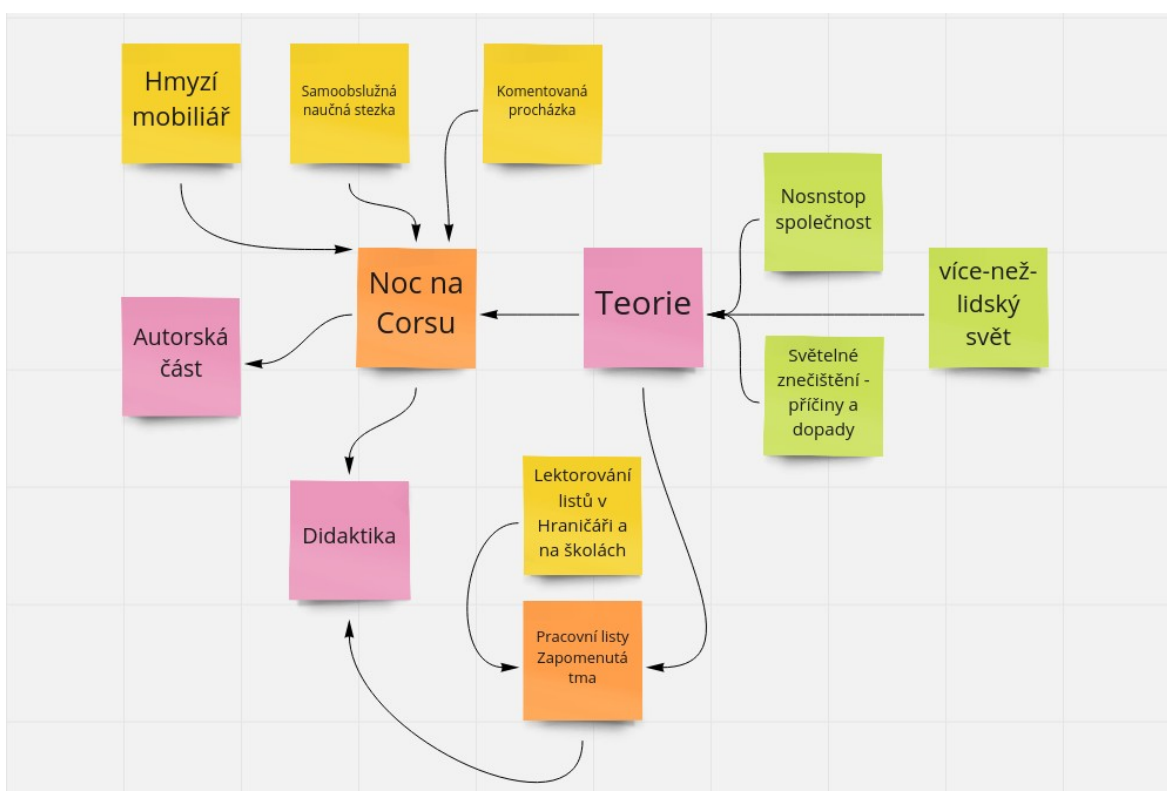 Hmyzí
mobiliář
Samoobslužná
naučná stezka
Komentovaná
procházka
Nosnstop
společnost
Noc na
Corsu
Teorie
více-než-
lidský
svět
Autorská
část
Světelné
znečištění -
příčiny a
dopady
Lektorování
listů v
Hraničáři a
na školách
Didaktika
Pracovní listy
Zapomenutá
tma